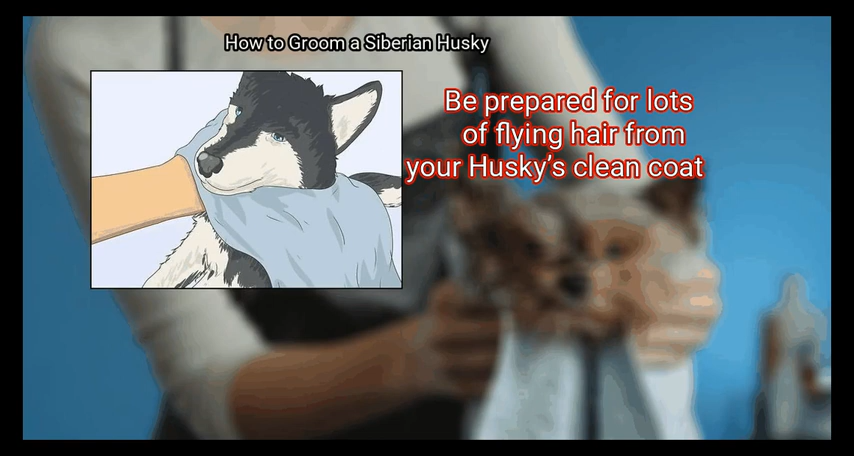 How to Groom a Siberian Husky
Be prepared for lots
of flying hair from
your Husky's clean coat